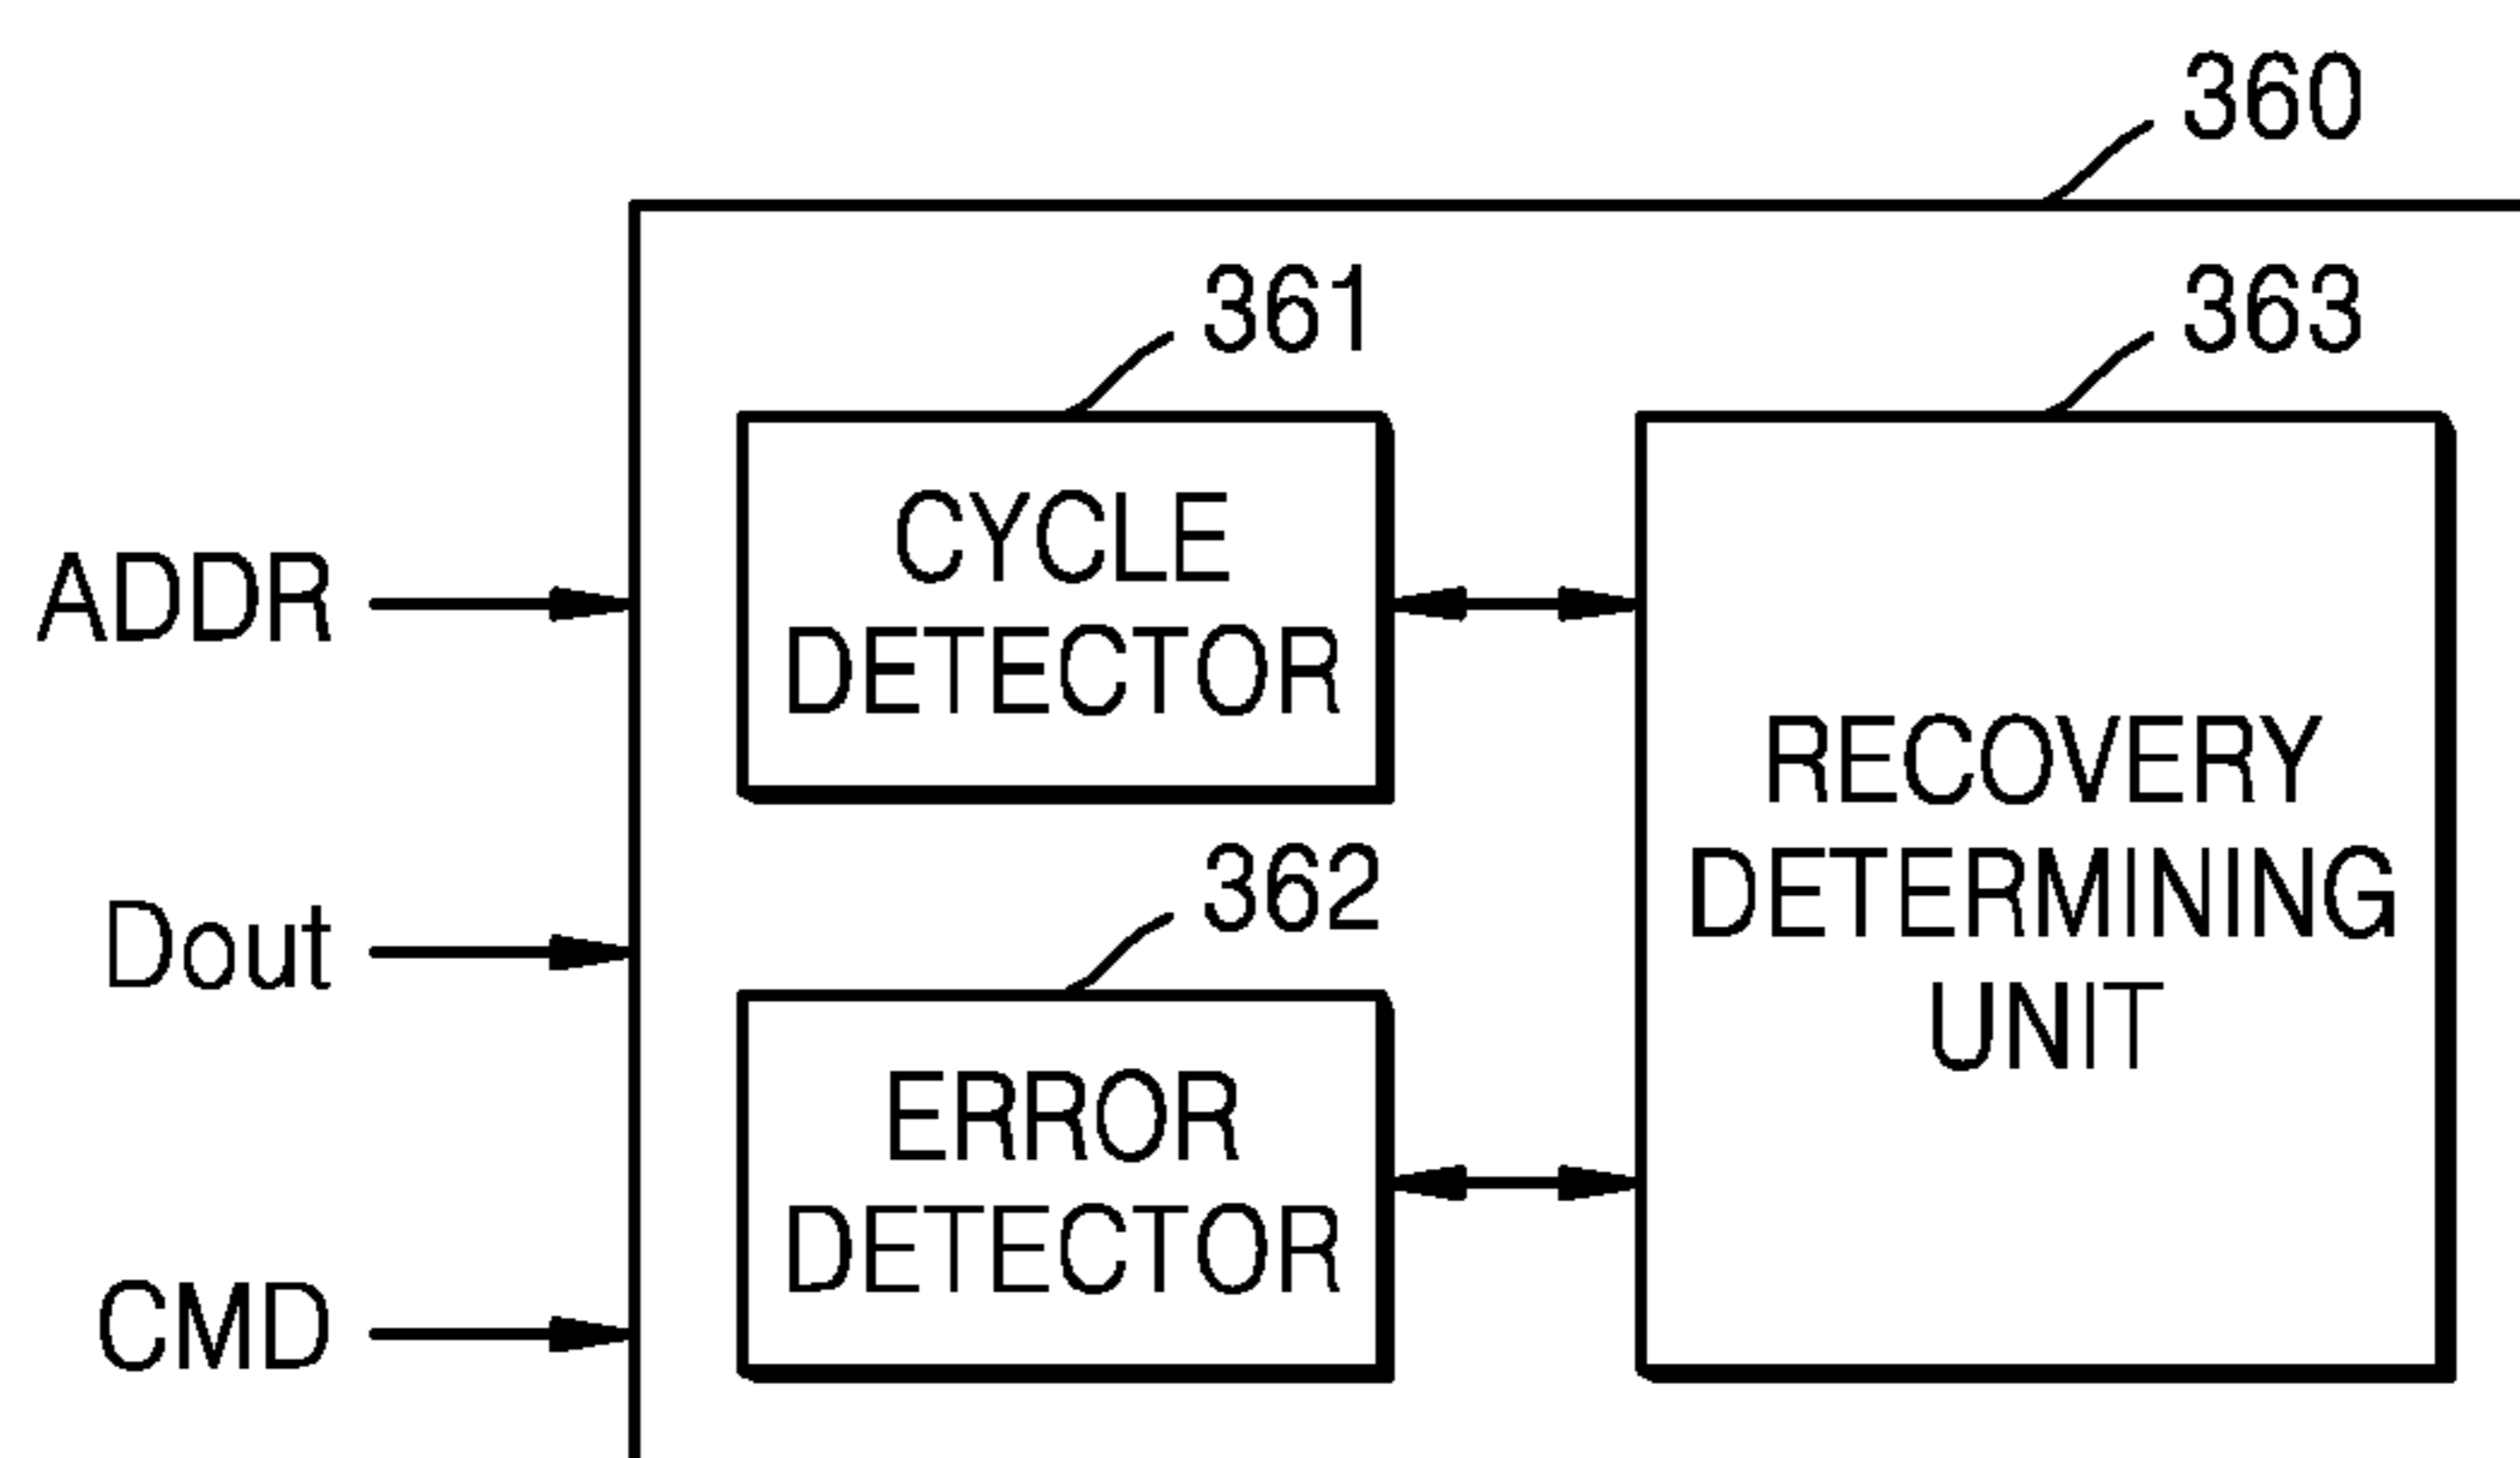 360
361
363
CYCLE
DETECTOR
ADDR
RECOVERY
DETERMINING
UNIT
362
Dout
ERROR
DETECTOR
CMD